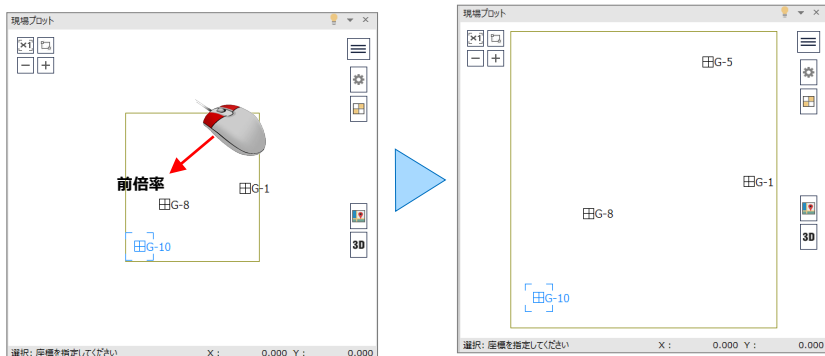 現場プロット
×1
前倍率
G-1
G-8
G-10
3D
選択: 座標を指定してください X : 0.000 Y : 0.000
現場プロット
×1
G-5
G-1
G-8
3D
G-10
選択: 座標を指定してください X : 0.000 Y : 0.000